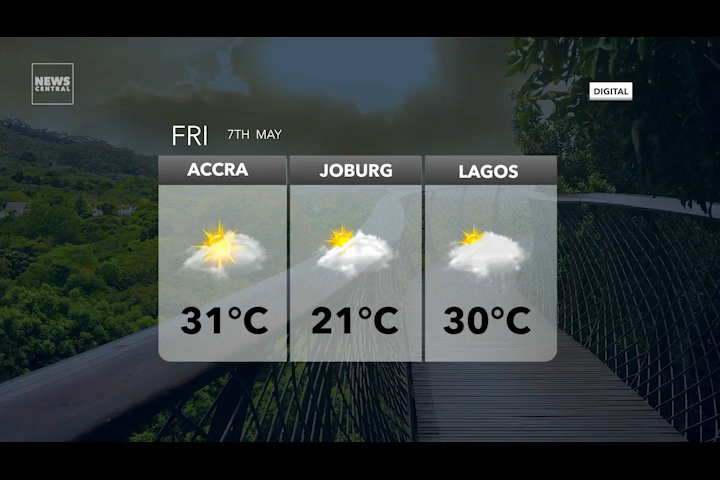 NEWS
CENTRAL
DIGITAL
FRI 7TH MAY
ACCRA JOBURG LAGOS
31°C 21°C 30°C